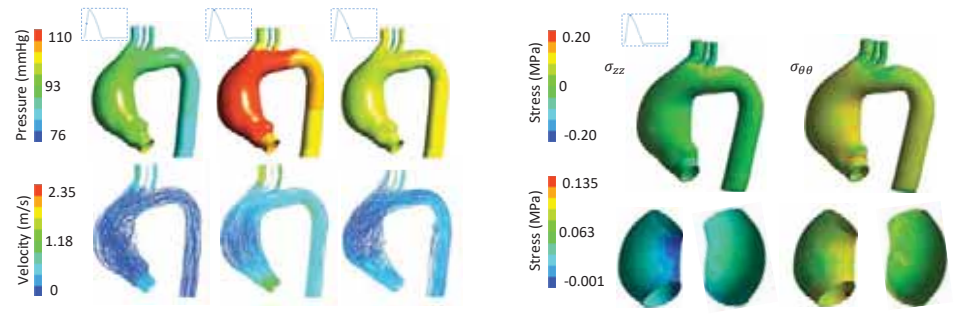 Pressure (mmHg)
110
93
76
Velocity (m/s)
2.35
1.18
0
Stress (MPa)
0.20
0
-0.20
σzz
σθθ
Stress (MPa)
0.135
0.063
-0.001